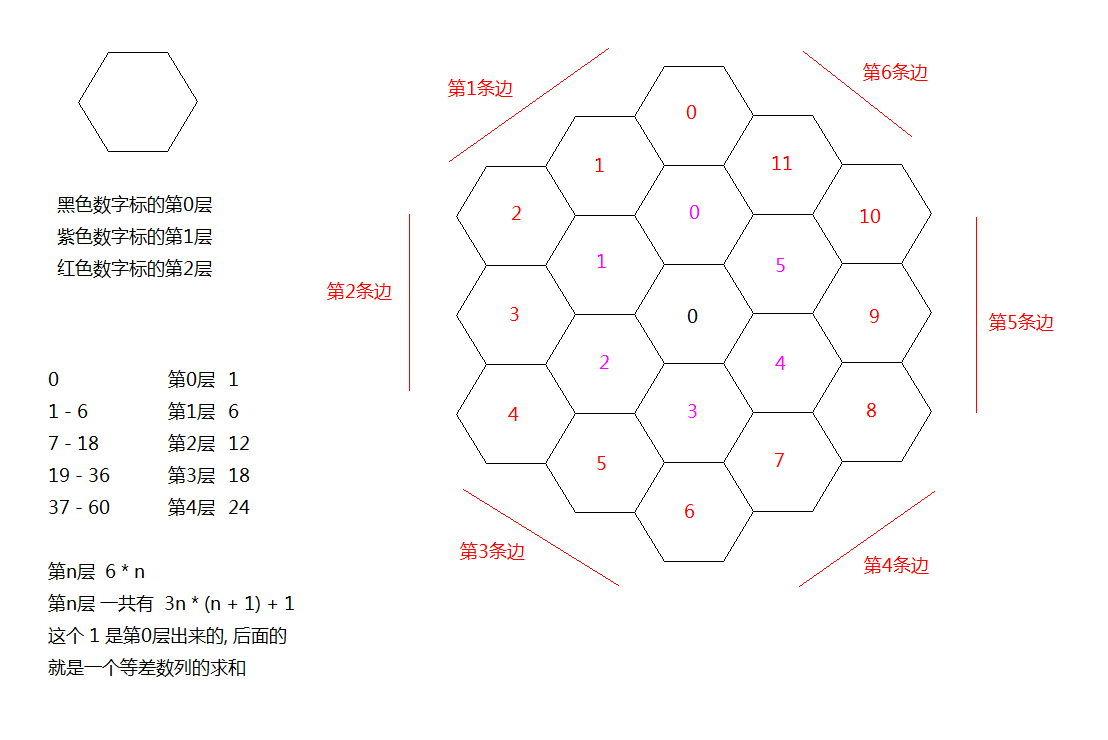 黑色数字标的第0层
紫色数字标的第1层
红色数字标的第2层
0 第0层 1
1 - 6 第1层 6
7 - 18 第2层 12
19 - 36 第3层 18
37 - 60 第4层 24
第n层 6 * n
第n层 一共有 3n * (n + 1) + 1
这个 1 是第0层出来的, 后面的
就是一个等差数列的求和
第1条边
第6条边
0
1
11
2
0
10
1
5
第2条边
3
0
9
第5条边
2
4
4
3
8
5
7
6
第3条边
第4条边